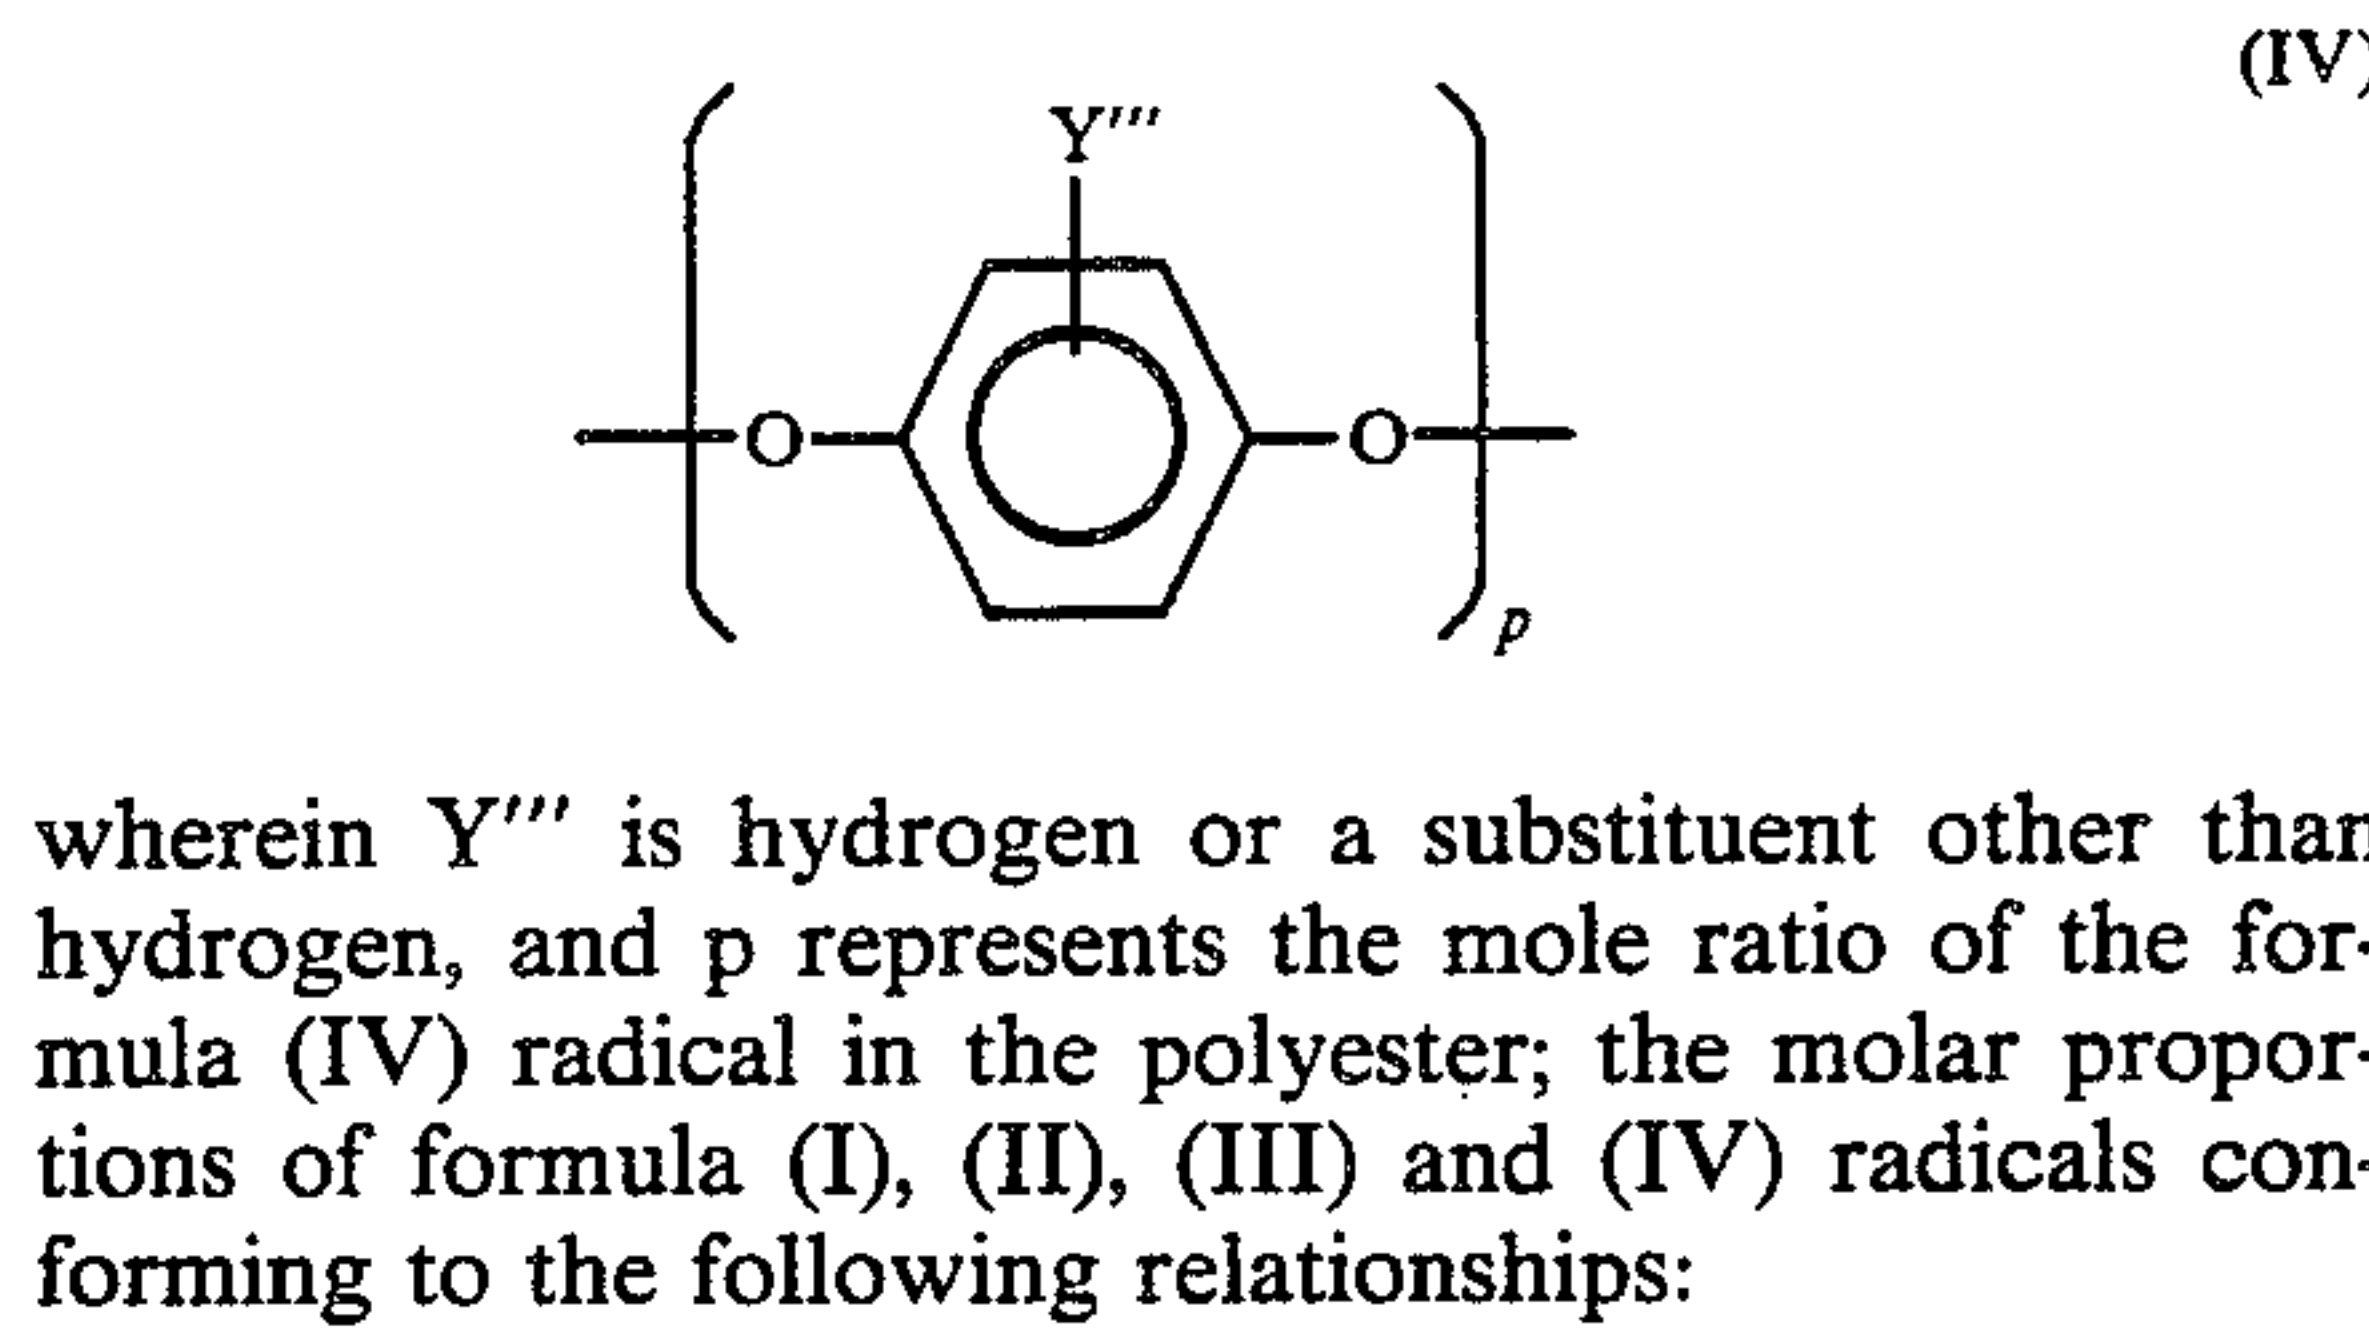 (IV)
Y'''
O O
p
wherein Y''' is hydrogen or a substituent other than
hydrogen, and p represents the mole ratio of the for-
mula (IV) radical in the polyester; the molar propor-
tions of formula (I), (II), (III) and (IV) radicals con-
forming to the following relationships: